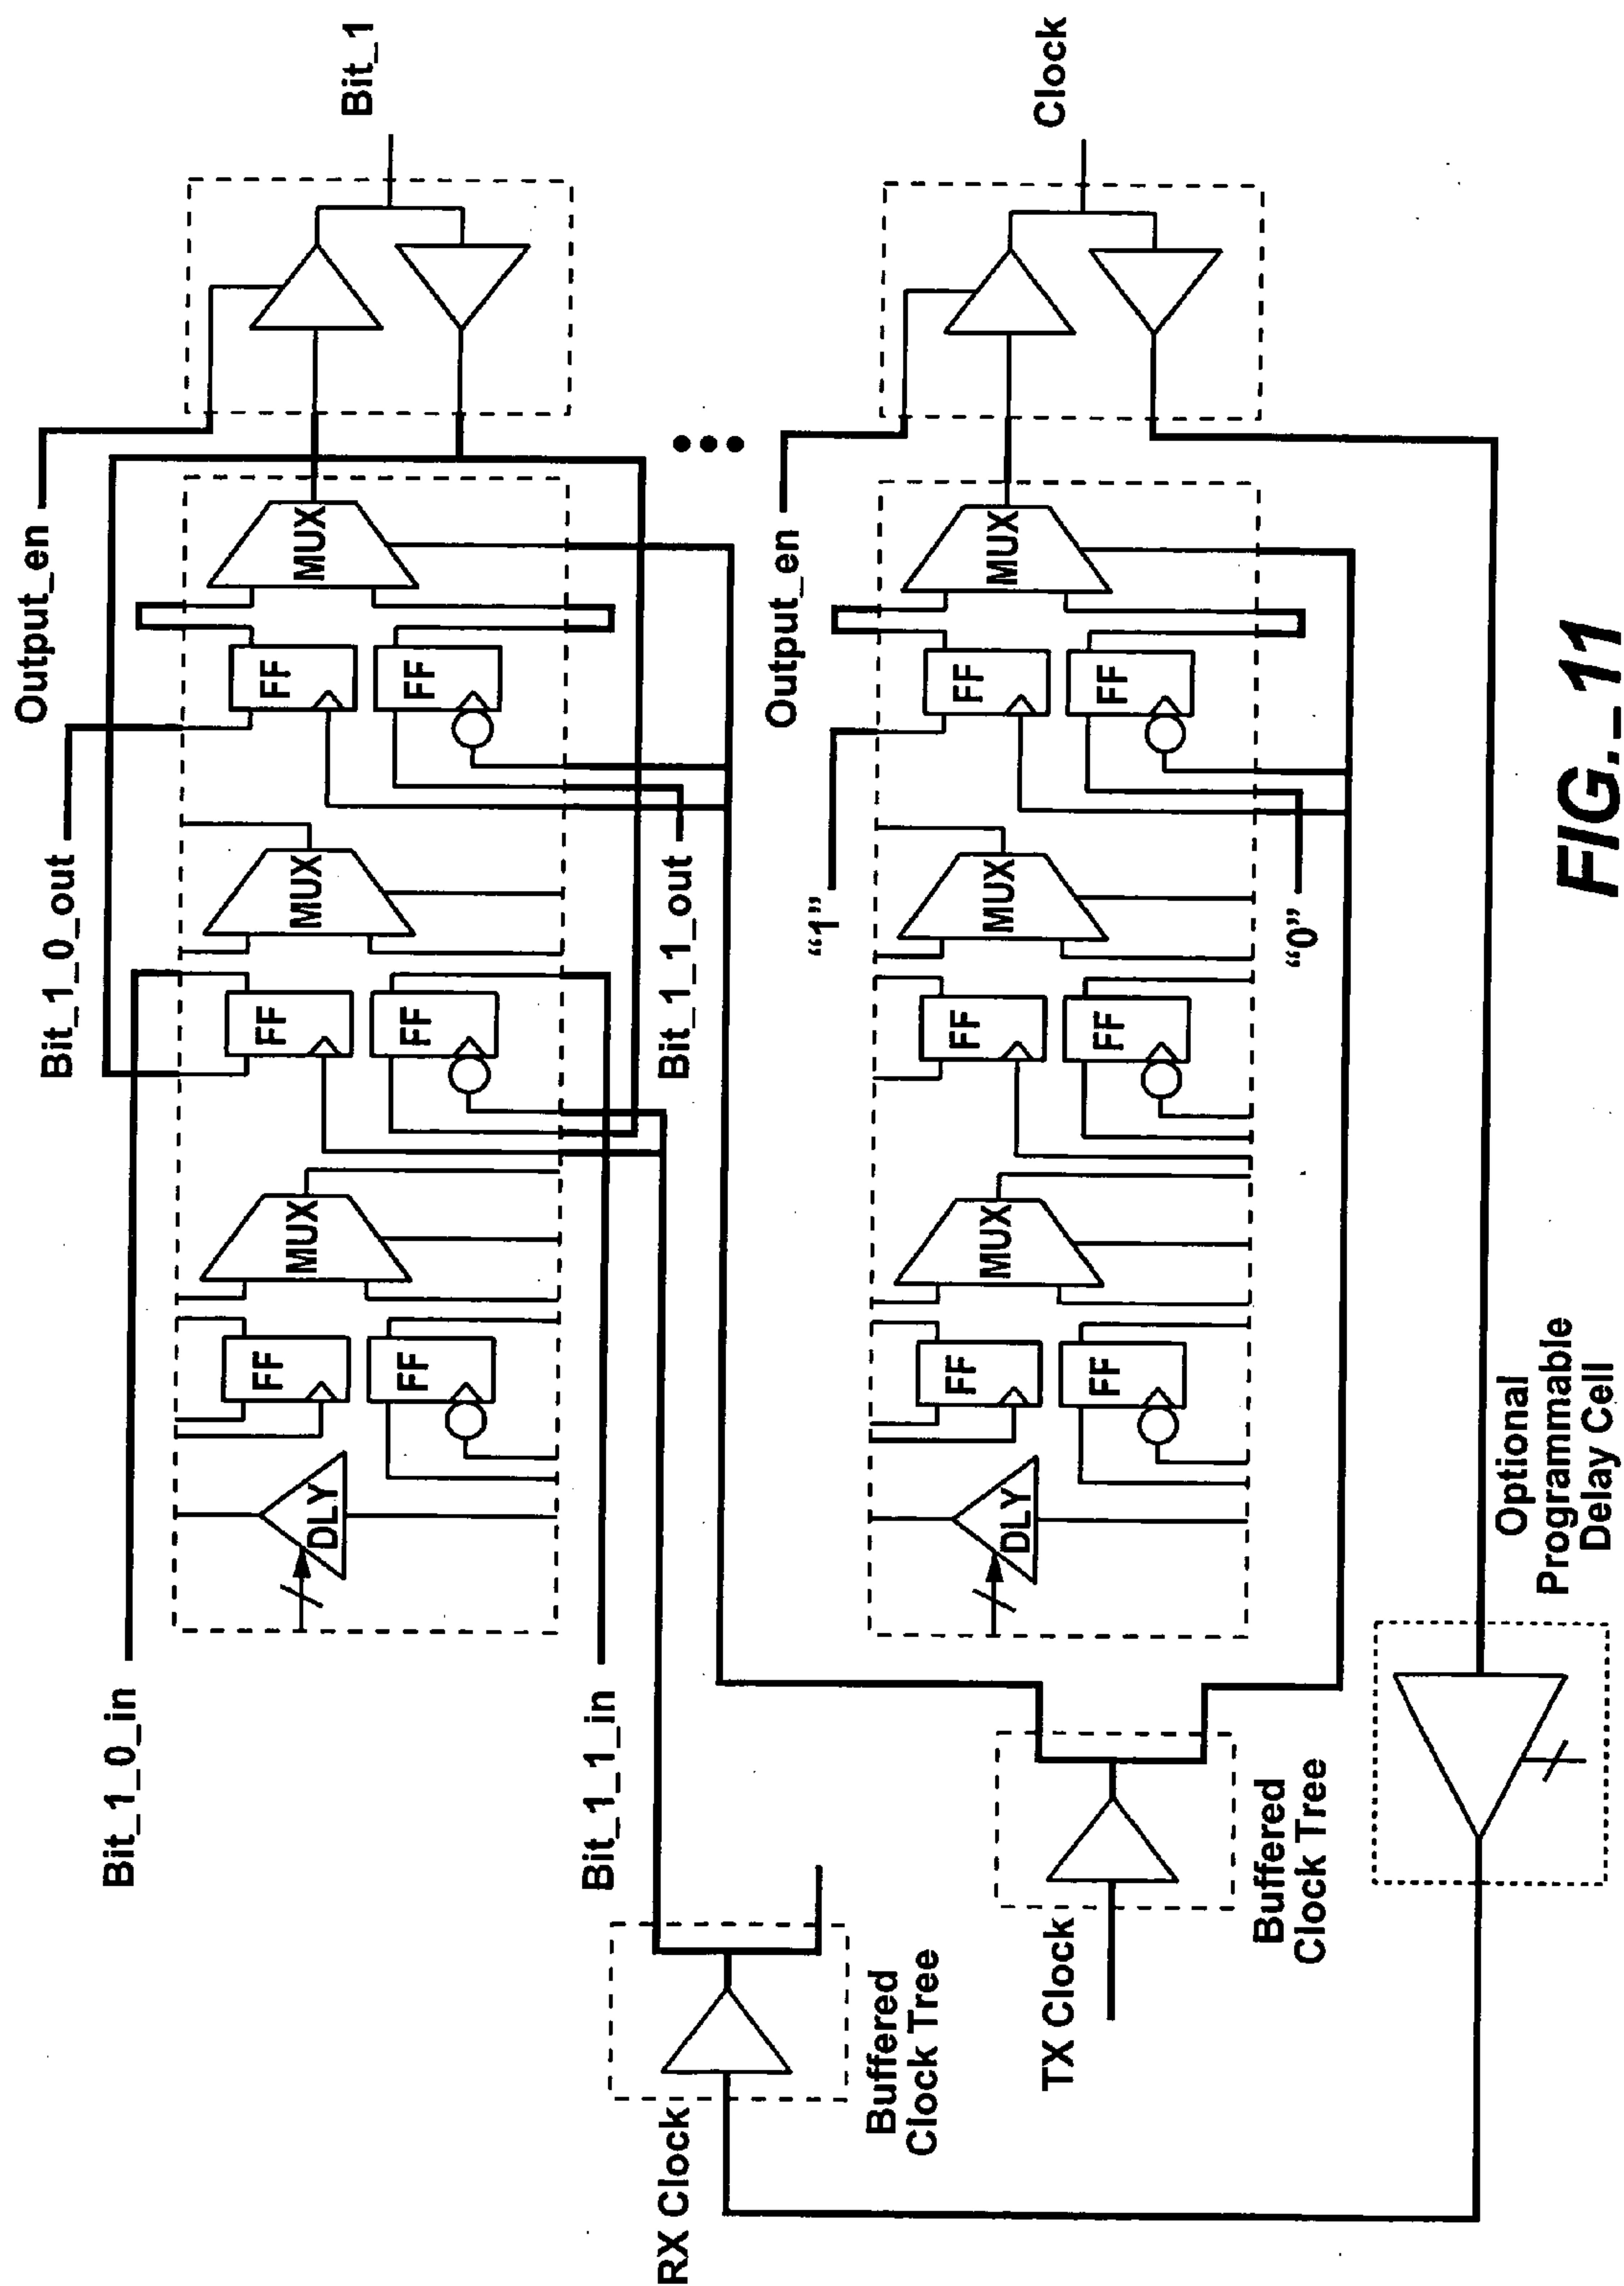 Output_en
Bit_1
Bit_1_0_out
Bit_1_0_in
DLY
FF
FF
MUX
FF
FF
MUX
FF
FF
MUX
Bit_1_1_in
Bit_1_1_out
RX Clock
Buffered
Clock Tree
Output_en
Clock
“1”
DLY
FF
FF
MUX
FF
FF
MUX
FF
FF
MUX
“0”
TX Clock
Buffered
Clock Tree
Optional
Programmable
Delay Cell
FIG._11